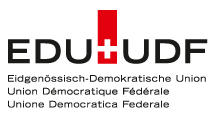 EDU+UDF
Eidgenössisch-Demokratische Union
Union Démocratique Fédérale
Unione Democratica Federale